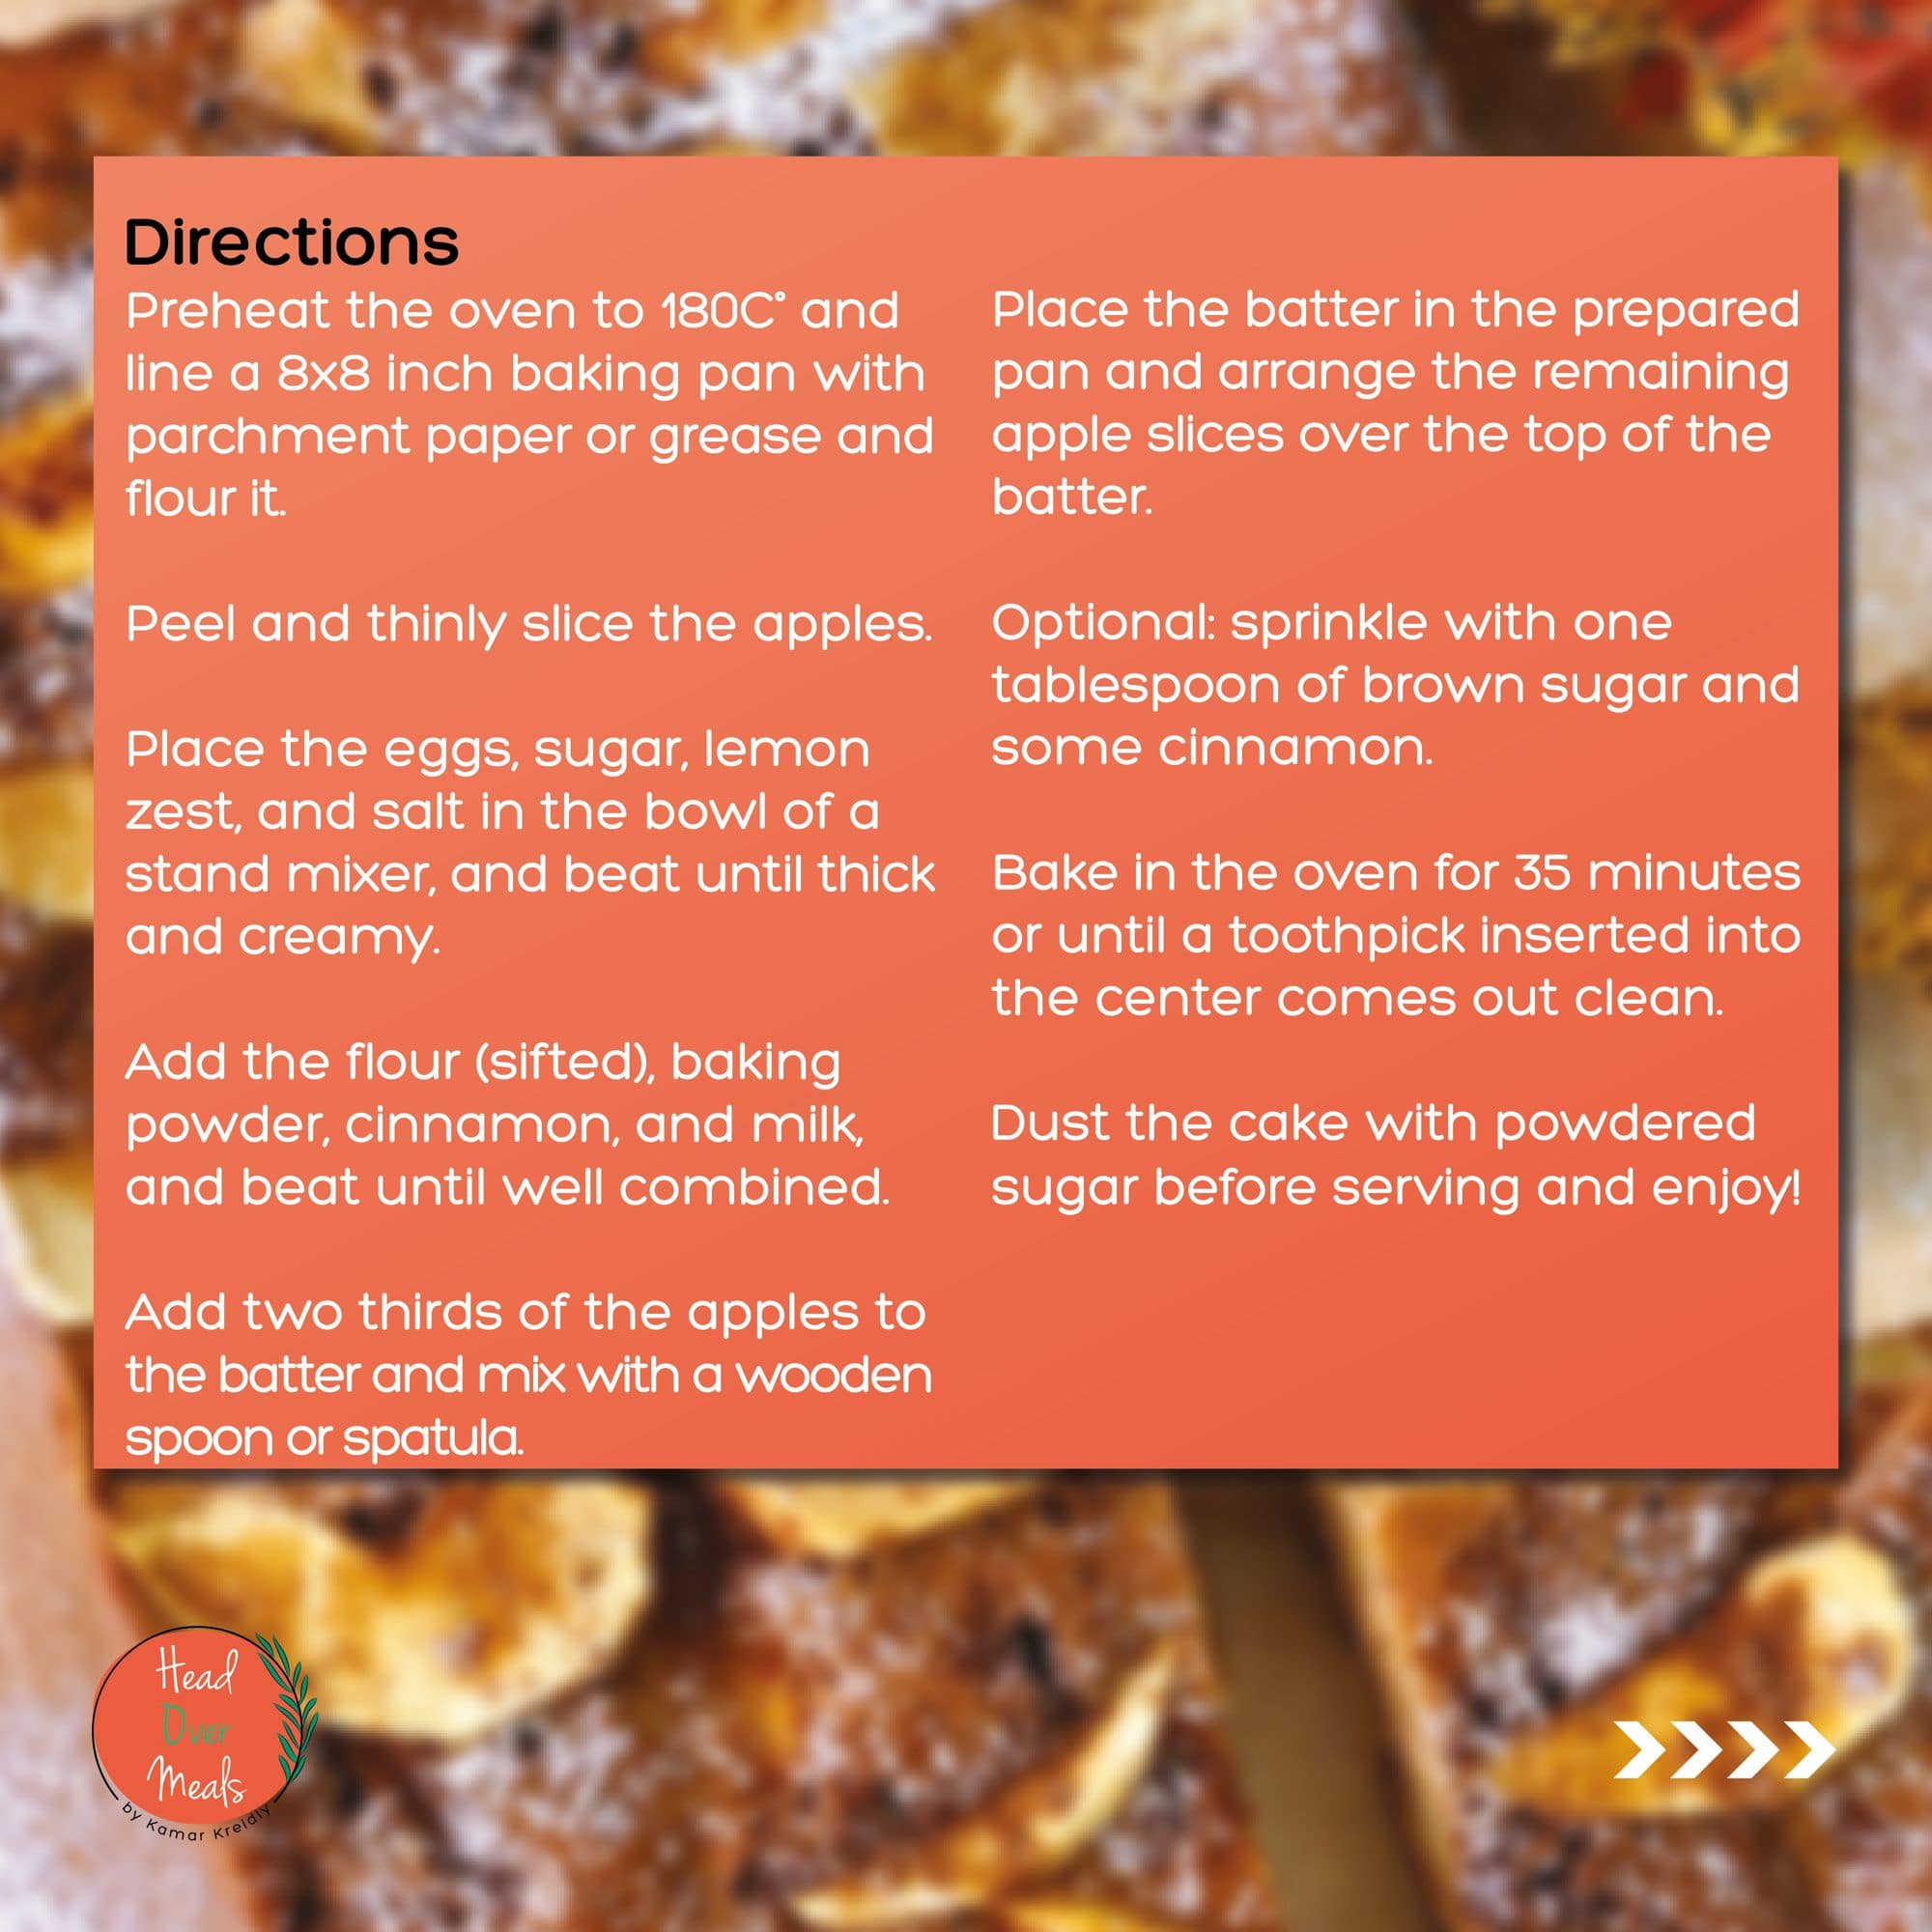 Directions
Preheat the oven to 180C° and
line a 8x8 inch baking pan with
parchment paper or grease and
flour it.
Peel and thinly slice the apples.
Place the eggs, sugar, lemon
zest, and salt in the bowl of a
stand mixer, and beat until thick
and creamy.
Add the flour (sifted), baking
powder, cinnamon, and milk,
and beat until well combined.
Add two thirds of the apples to
the batter and mix with a wooden
spoon or spatula.
Place the batter in the prepared
pan and arrange the remaining
apple slices over the top of the
batter.
Optional: sprinkle with one
tablespoon of brown sugar and
some cinnamon.
Bake in the oven for 35 minutes
or until a toothpick inserted into
the center comes out clean.
Dust the cake with powdered
sugar before serving and enjoy!
Head
Over
Meals
by Kamar Kreidly